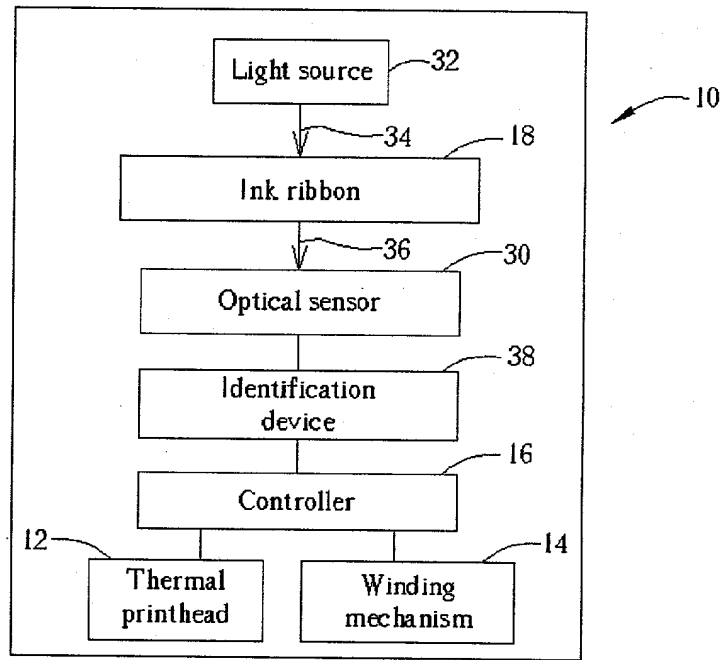 Light source
32
10
34
18
Ink ribbon
36
30
Optical sensor
38
Identification
device
16
Controller
12
14
Thermal
printhead
Winding
mechanism